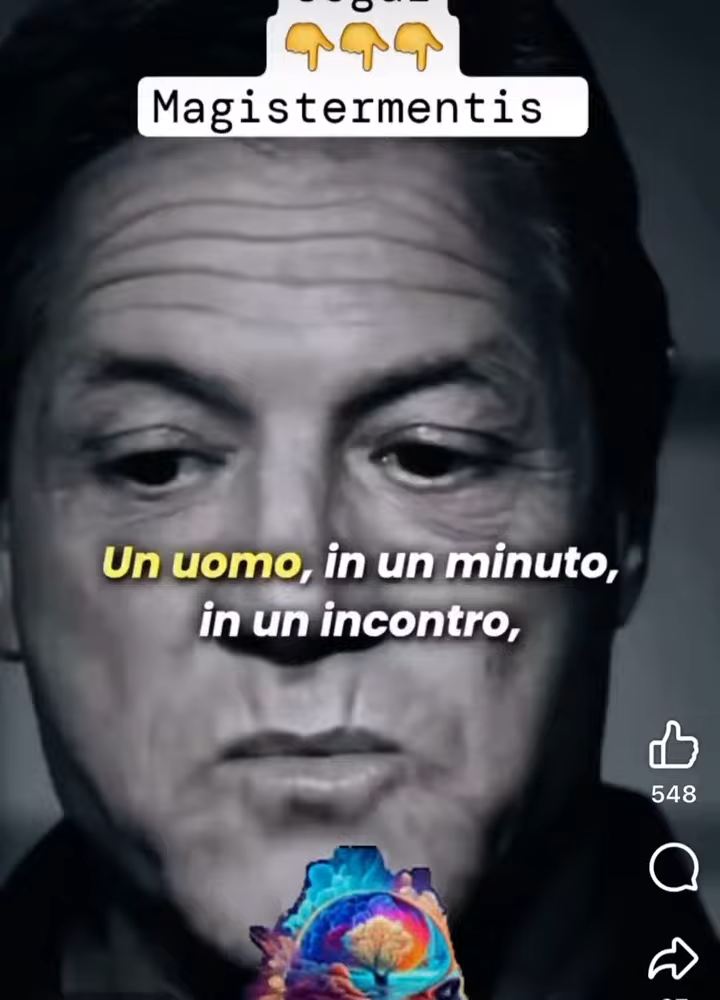 👇👇👇
Magistermentis
Un uomo, in un minuto,
in un incontro,
548